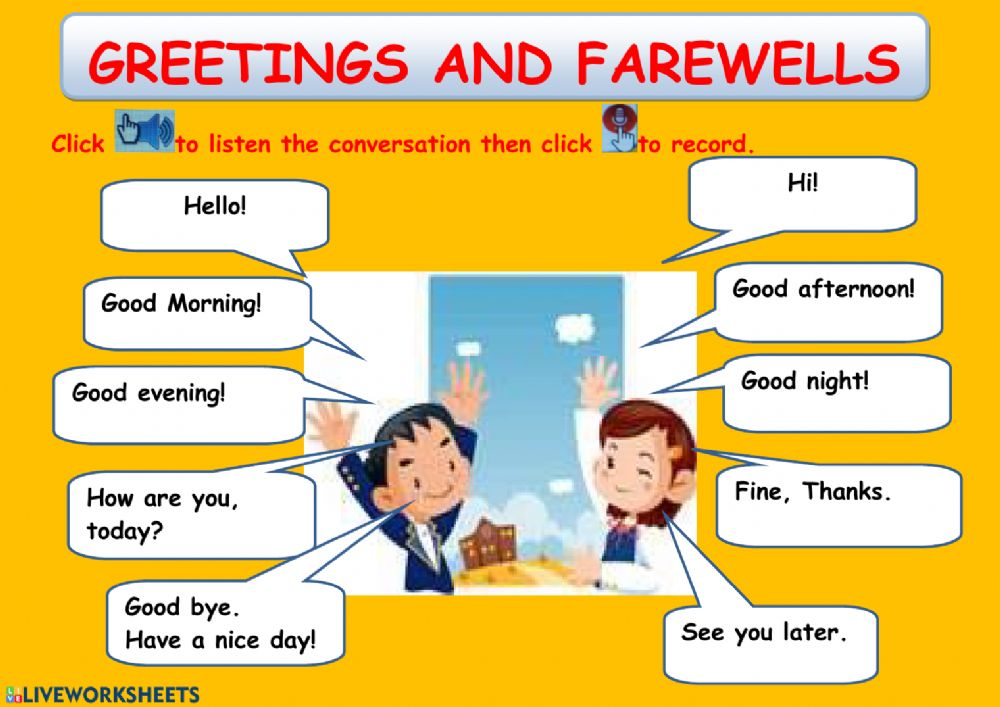 GREETINGS AND FAREWELLS
Click to listen the conversation then click to record.
Hello!
Hi!
Good Morning!
Good afternoon!
Good evening!
Good night!
How are you,
today?
Fine, Thanks.
Good bye.
Have a nice day!
See you later.
LIVEWORKSHEETS